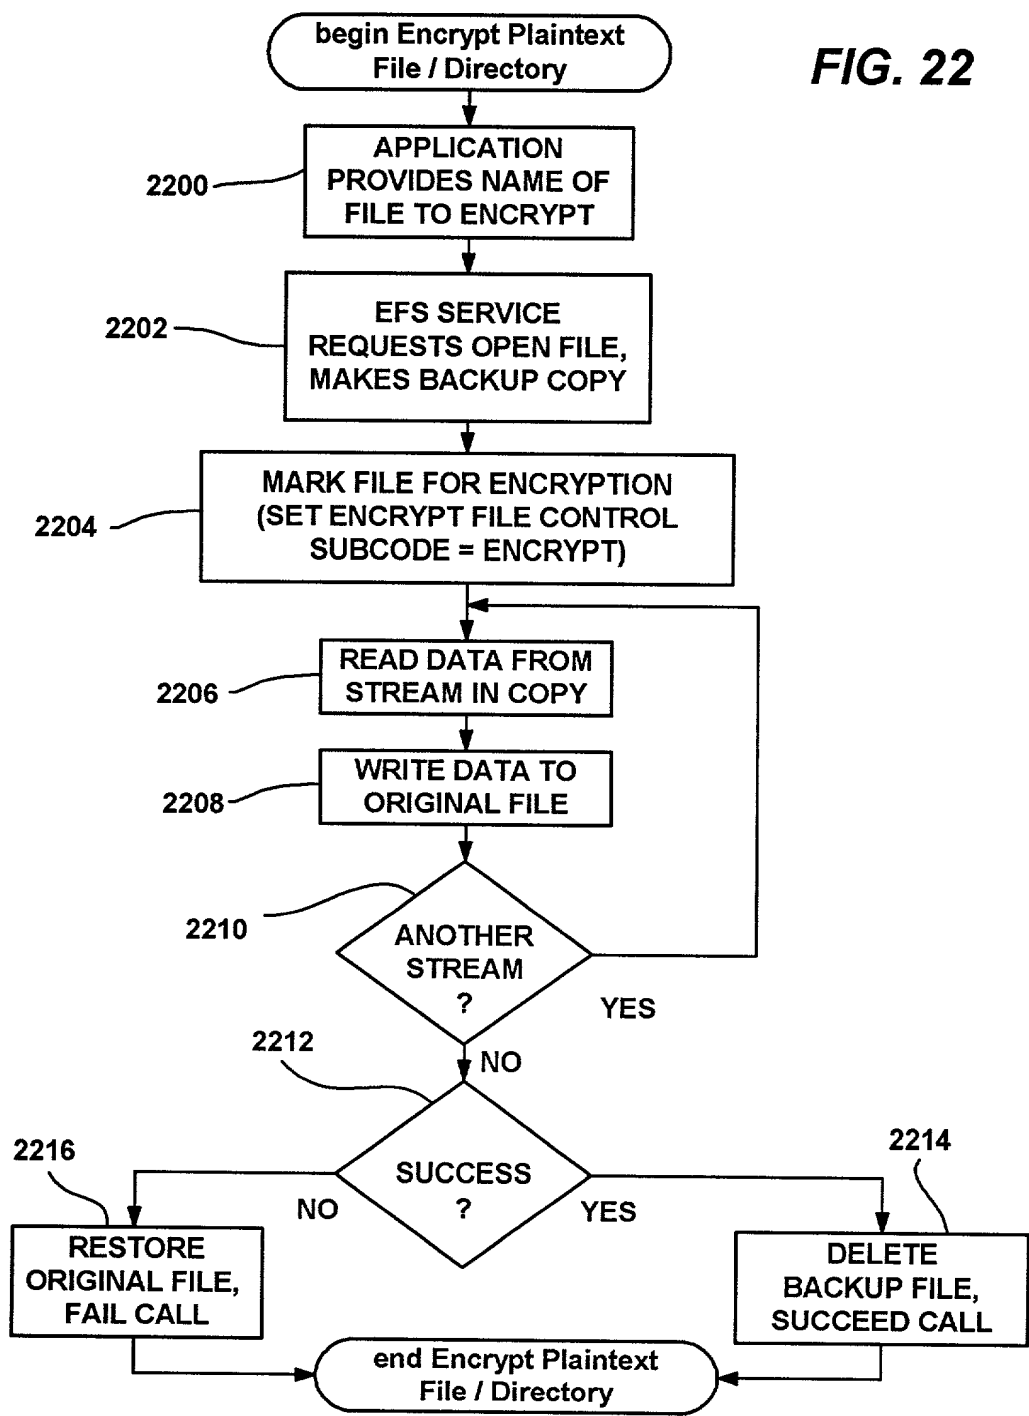 begin Encrypt Plaintext
File / Directory
FIG. 22
APPLICATION
PROVIDES NAME OF
FILE TO ENCRYPT
2200
EFS SERVICE
REQUESTS OPEN FILE,
MAKES BACKUP COPY
2202
MARK FILE FOR ENCRYPTION
(SET ENCRYPT FILE CONTROL
SUBCODE = ENCRYPT)
2204
READ DATA FROM
STREAM IN COPY
2206
WRITE DATA TO
ORIGINAL FILE
2208
2210
ANOTHER
STREAM
?
YES
NO
2212
SUCCESS
?
NO
YES
2216
RESTORE
ORIGINAL FILE,
FAIL CALL
2214
DELETE
BACKUP FILE,
SUCCEED CALL
end Encrypt Plaintext
File / Directory